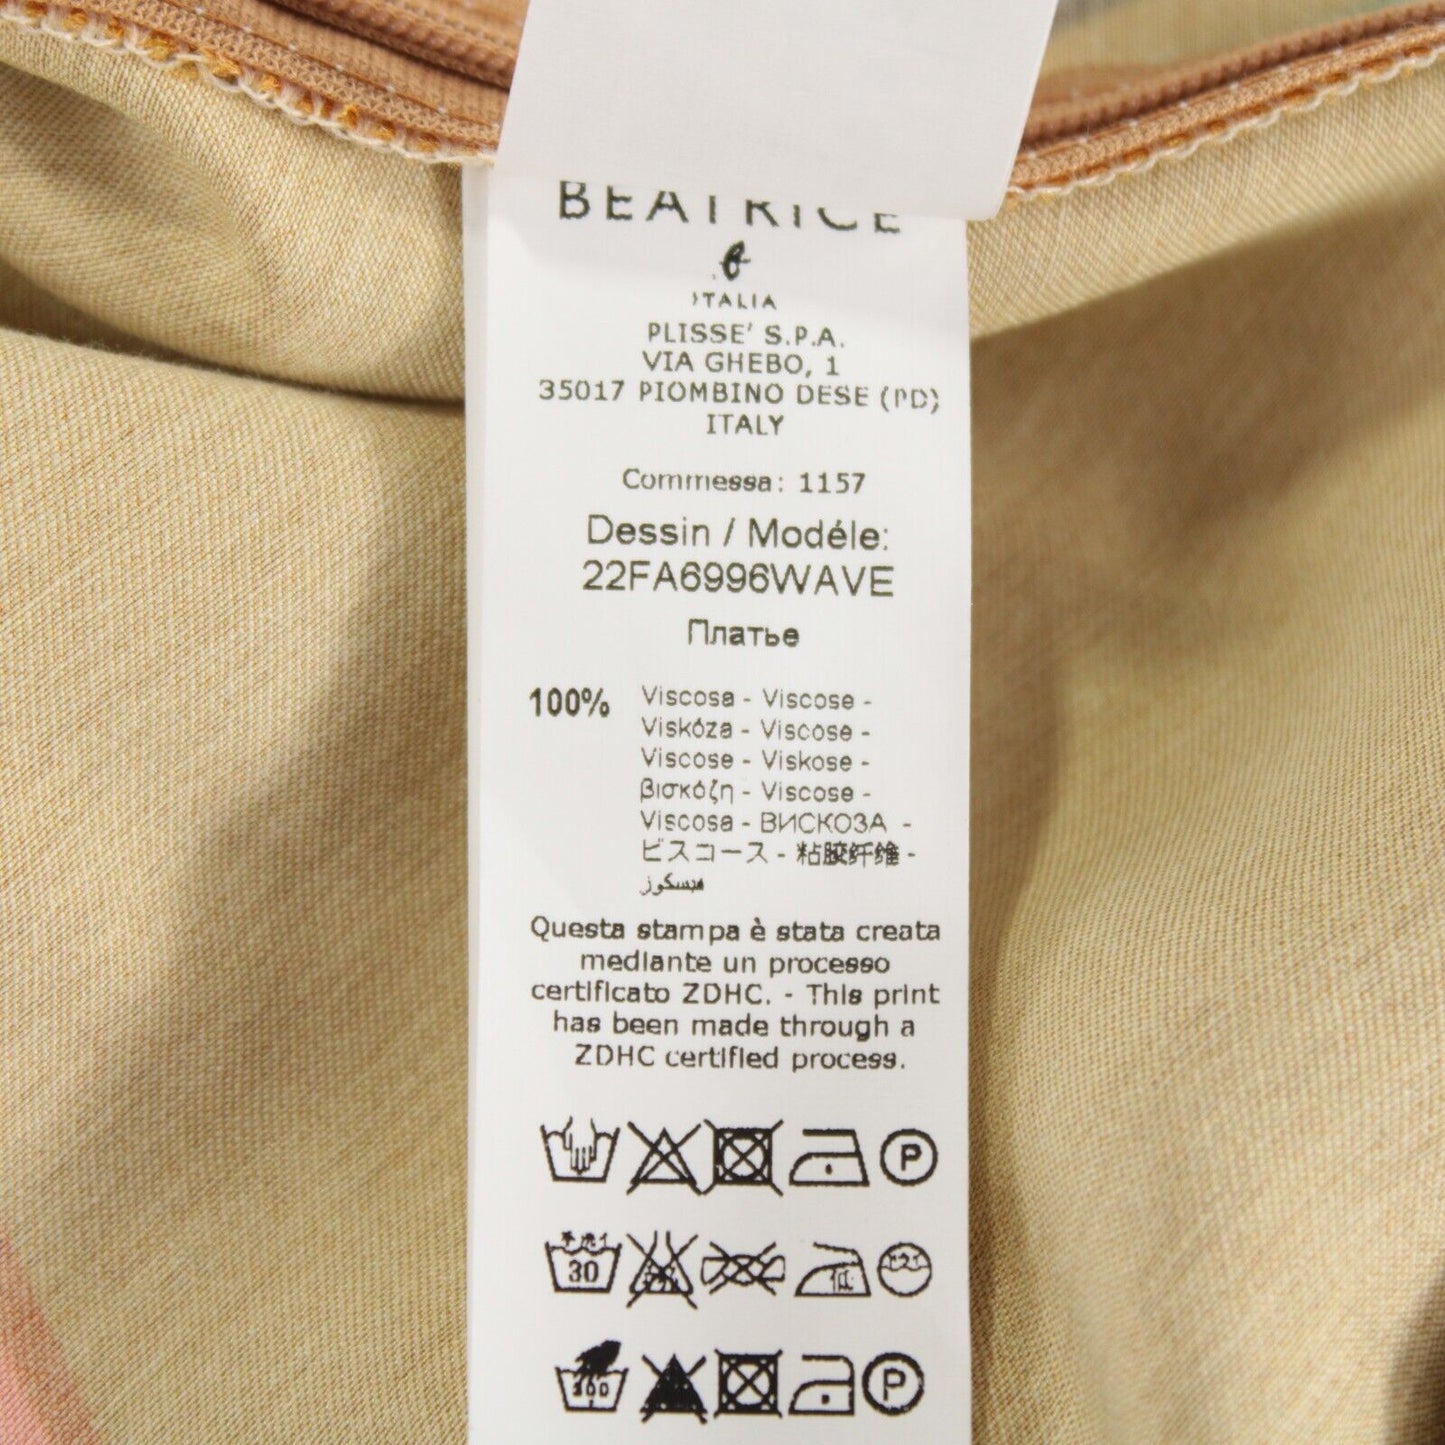 BEATRICE
b
ITALIA
PLISSE' S.P.A.
VIA GHEBO, 1
35017 PIOMBINO DESE (PD)
ITALY
Commessa: 1157
Dessin / Modéle:
22FA6996WAVE
Платье
100% Viscosa - Viscose -
Viskóza - Viscose -
Viscose - Viskose -
βισκόζη - Viscose -
Viscosa - ВИСКОЗА -
ビスコース - 粘胶纤维 -
فيسكوز
Questa stampa è stata creata
mediante un processo
certificato ZDHC. - This print
has been made through a
ZDHC certified process.
P
30 低
P